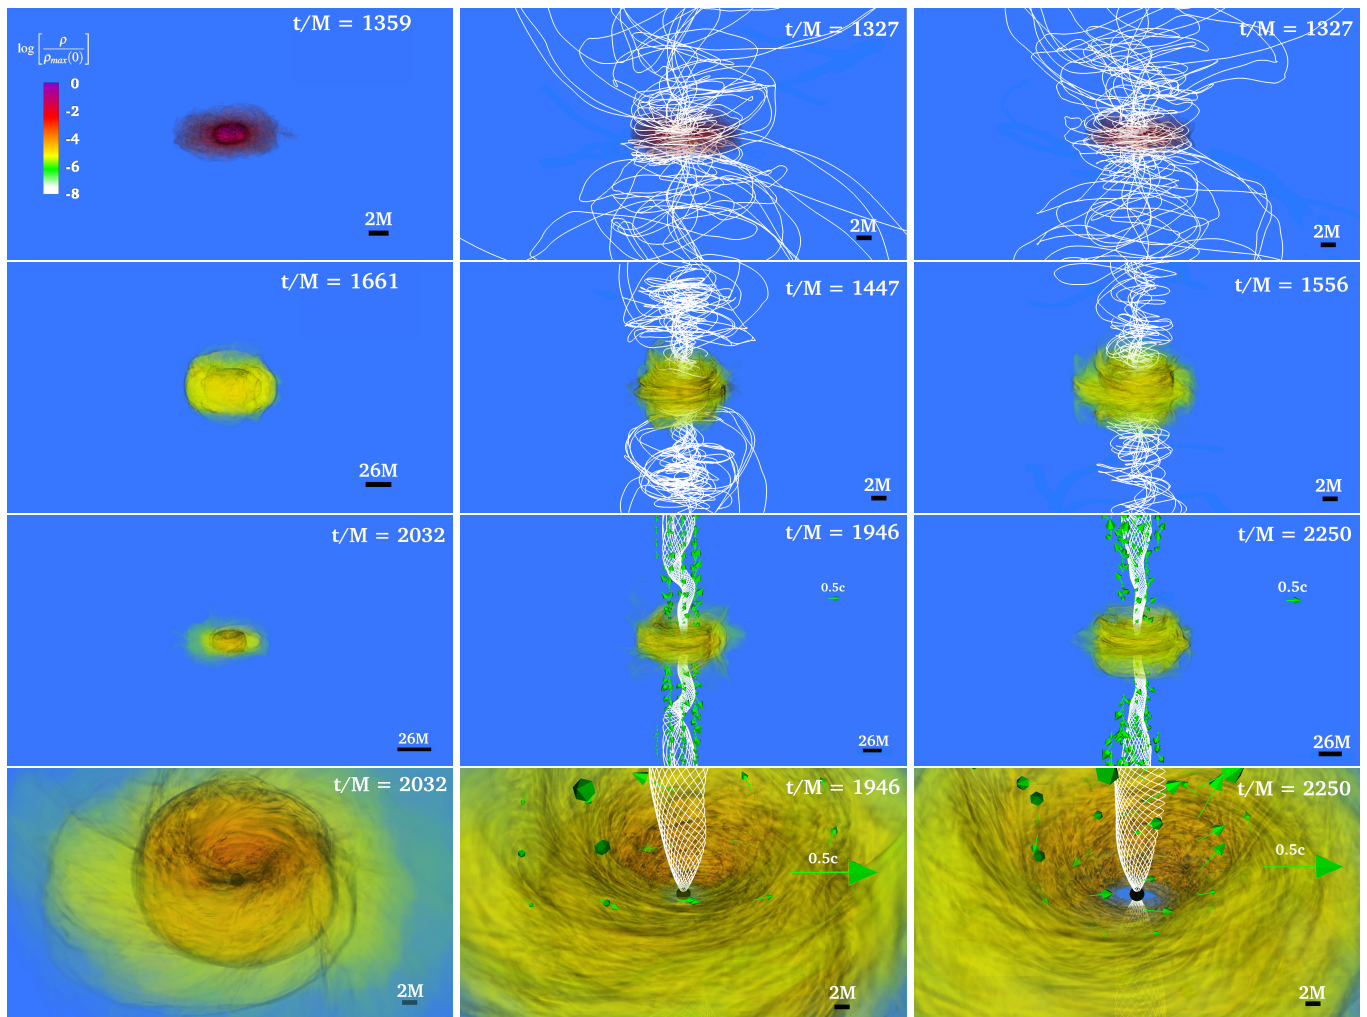 t/M = 1359
log[ρ/ρmax(0)]
0
-2
-4
-6
-8
2M
t/M = 1327
2M
t/M = 1327
2M
t/M = 1661
26M
t/M = 1447
2M
t/M = 1556
2M
t/M = 2032
26M
t/M = 1946
0.5c
26M
t/M = 2250
0.5c
26M
t/M = 2032
2M
t/M = 1946
0.5c
2M
t/M = 2250
0.5c
2M